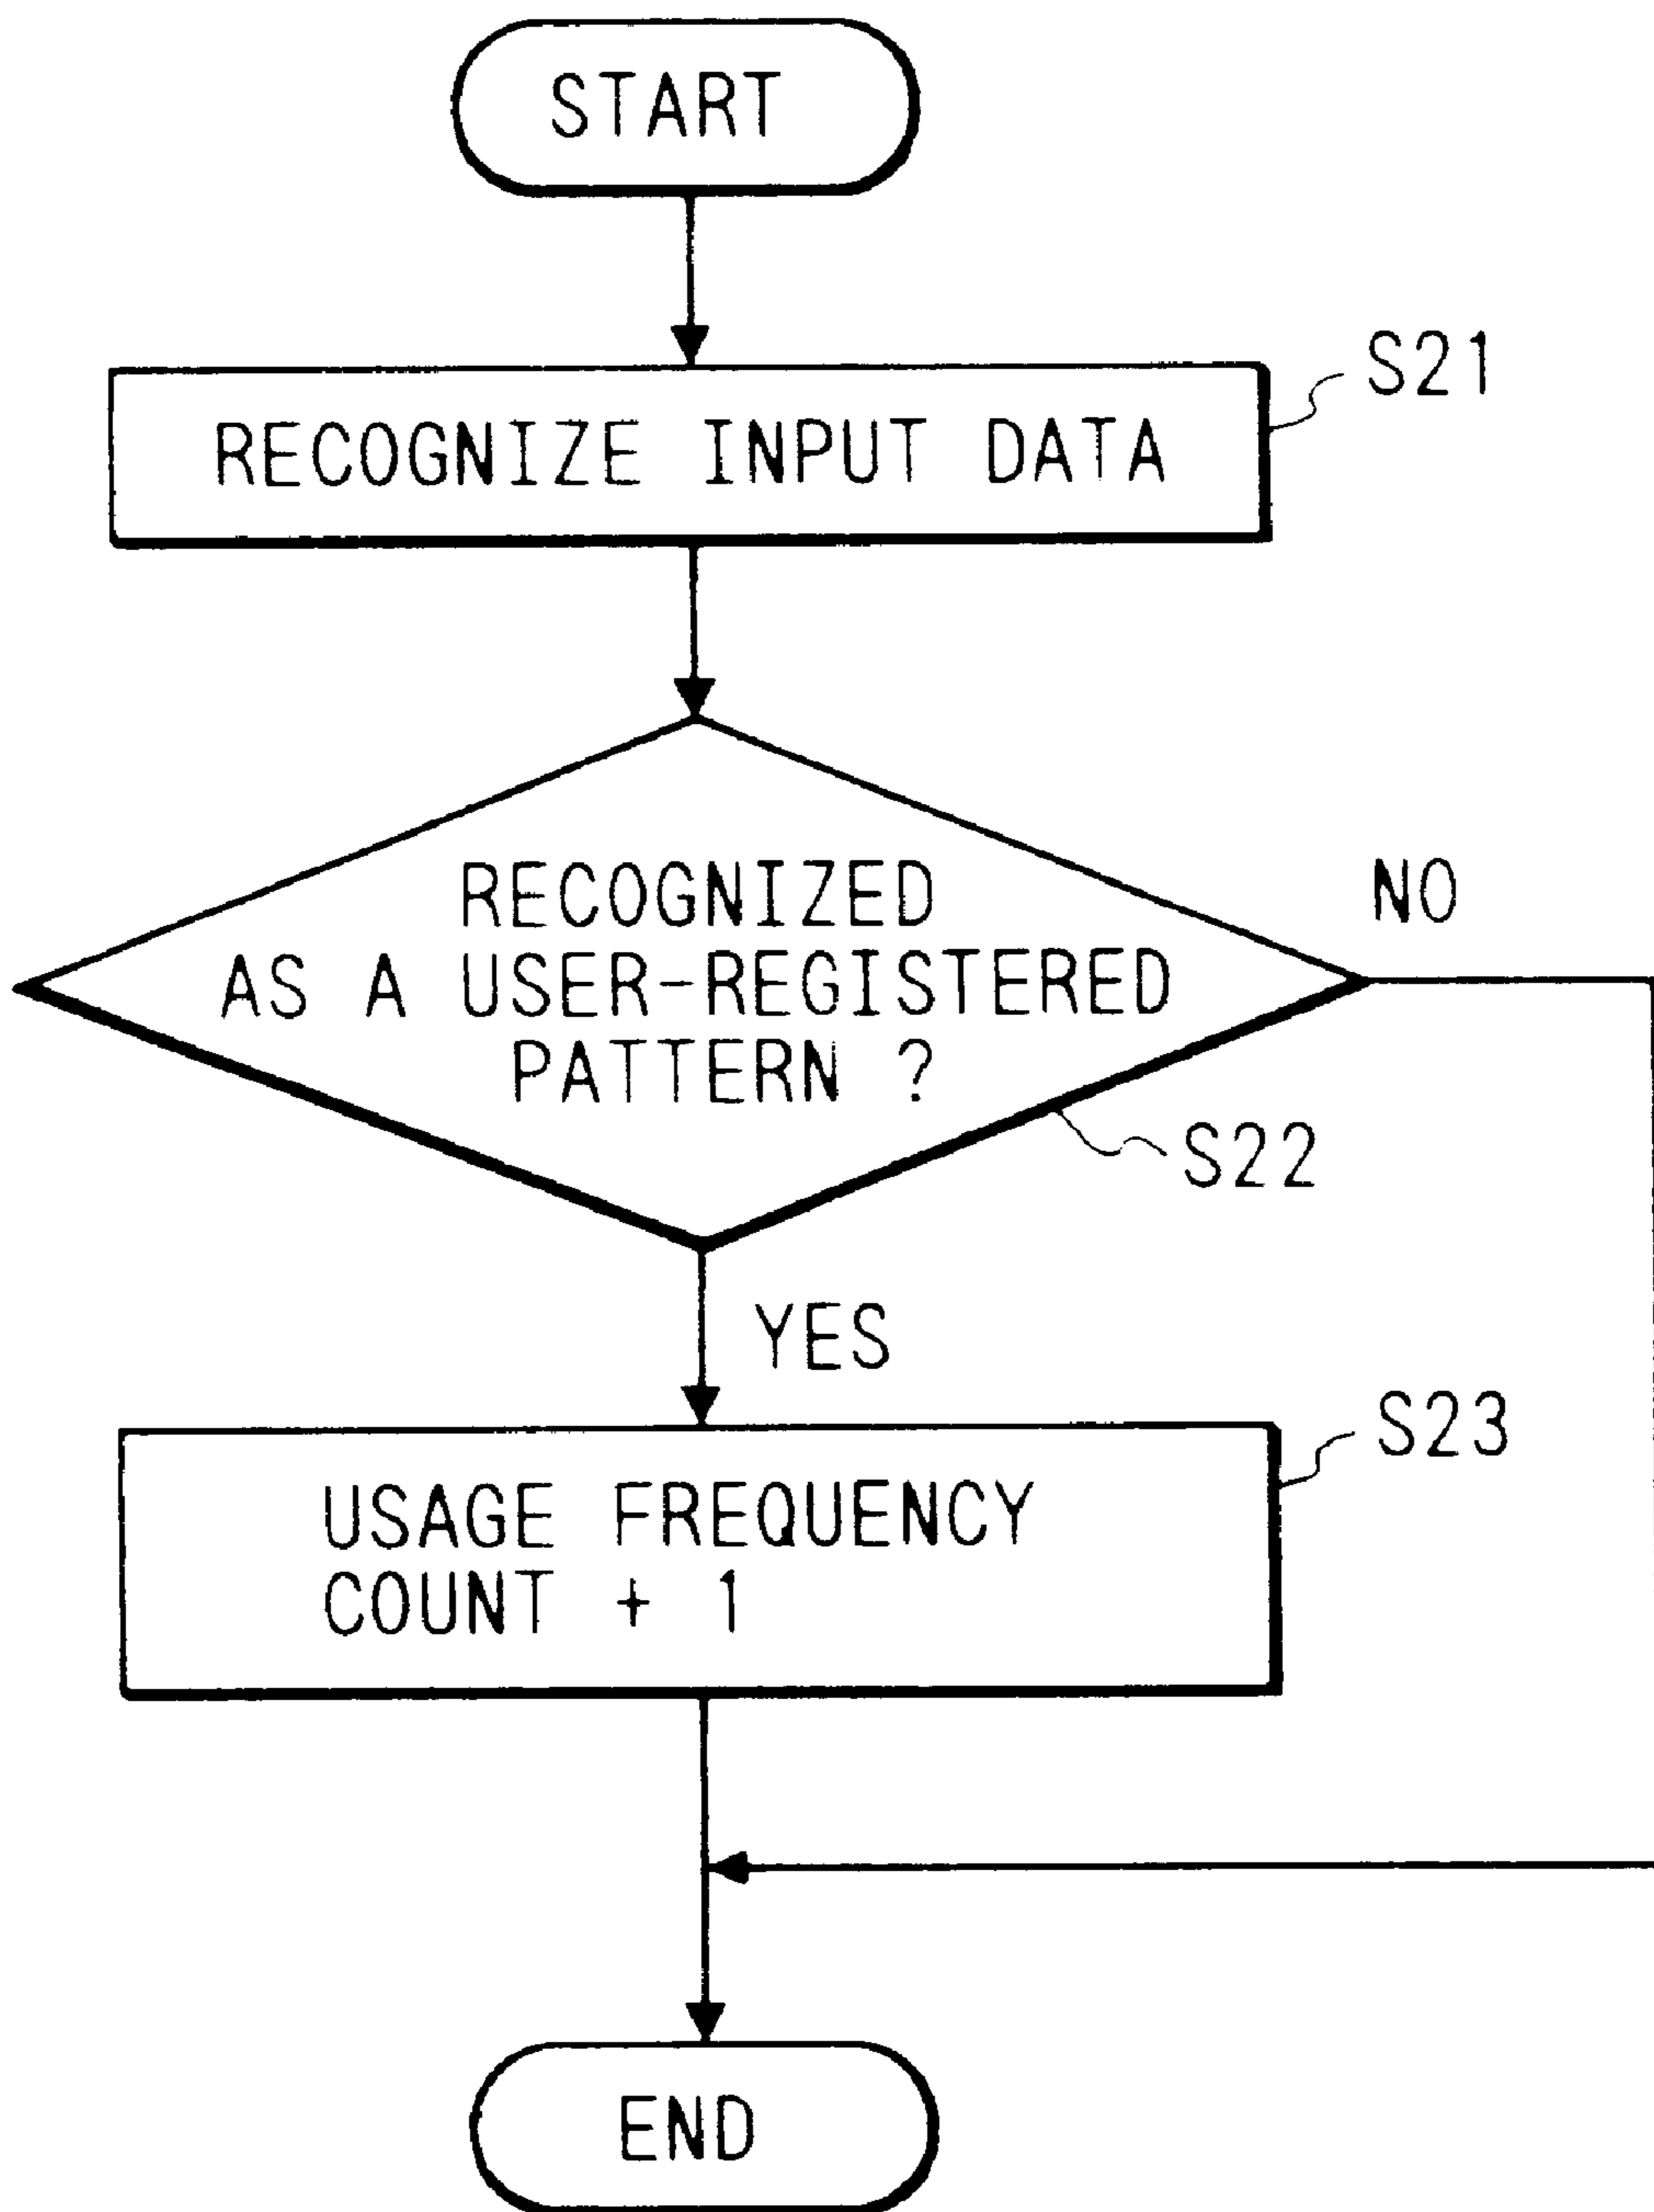 START
S21
RECOGNIZE INPUT DATA
NO
RECOGNIZED
AS A USER-REGISTERED
PATTERN ?
S22
YES
S23
USAGE FREQUENCY
COUNT + 1
END